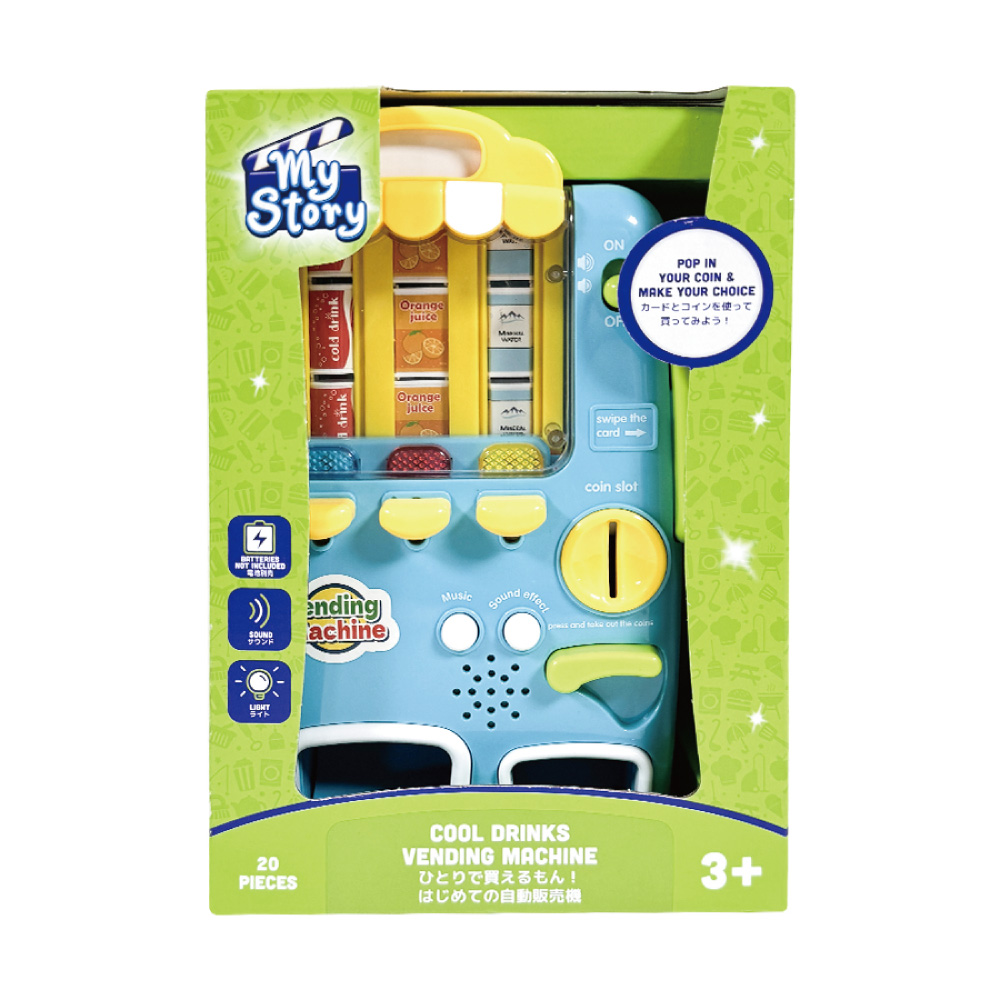 My
Story
ON
OFF
POP IN
YOUR COIN &
MAKE YOUR CHOICE
カードとコインを使って
買ってみよう！
WATER
cold drink
Orange
juice
MINERAL
WATER
drink
Orange
juice
MINERAL
swipe the
card
coin slot
BATTERIES
NOT INCLUDED
電池別売
SOUND
サウンド
LIGHT
ライト
ending
achine
Music
Sound effect
press and take out the coins
COOL DRINKS
VENDING MACHINE
ひとりで買えるもん！
はじめての自動販売機
20
PIECES
3+